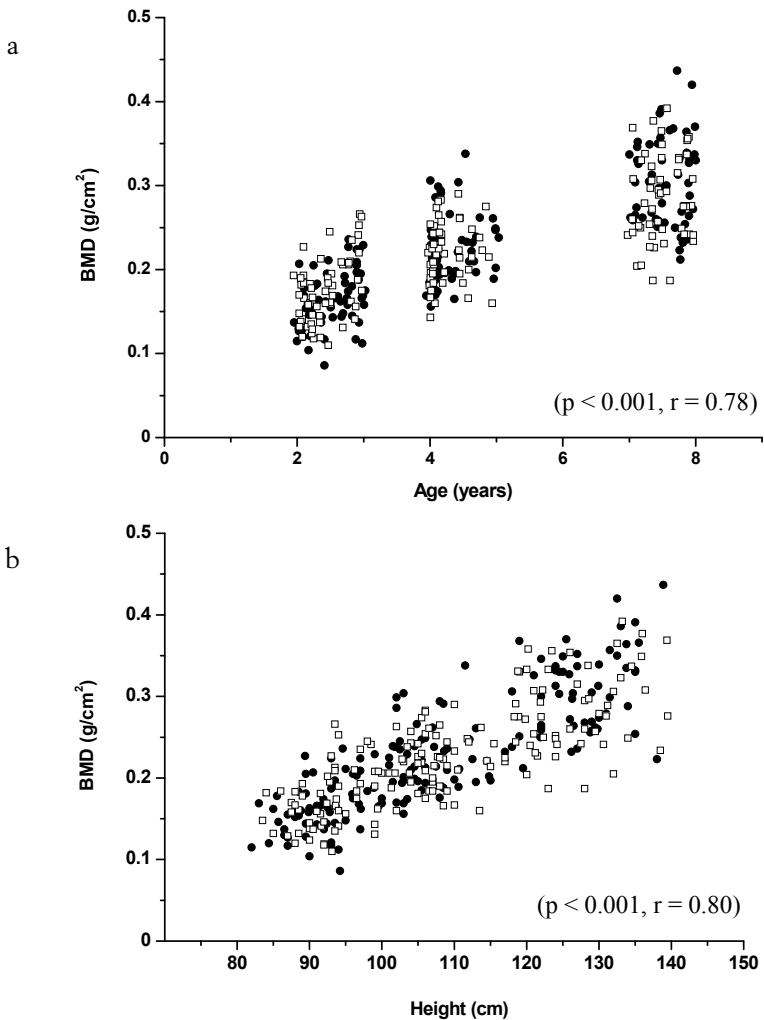 a
0.5
0.4
0.3
0.2
0.1
0
BMD (g/cm²)
(p < 0.001, r = 0.78)
0 2 4 6 8
Age (years)
b
0.5
0.4
0.3
0.2
0.1
0
BMD (g/cm²)
(p < 0.001, r = 0.80)
80 90 100 110 120 130 140 150
Height (cm)